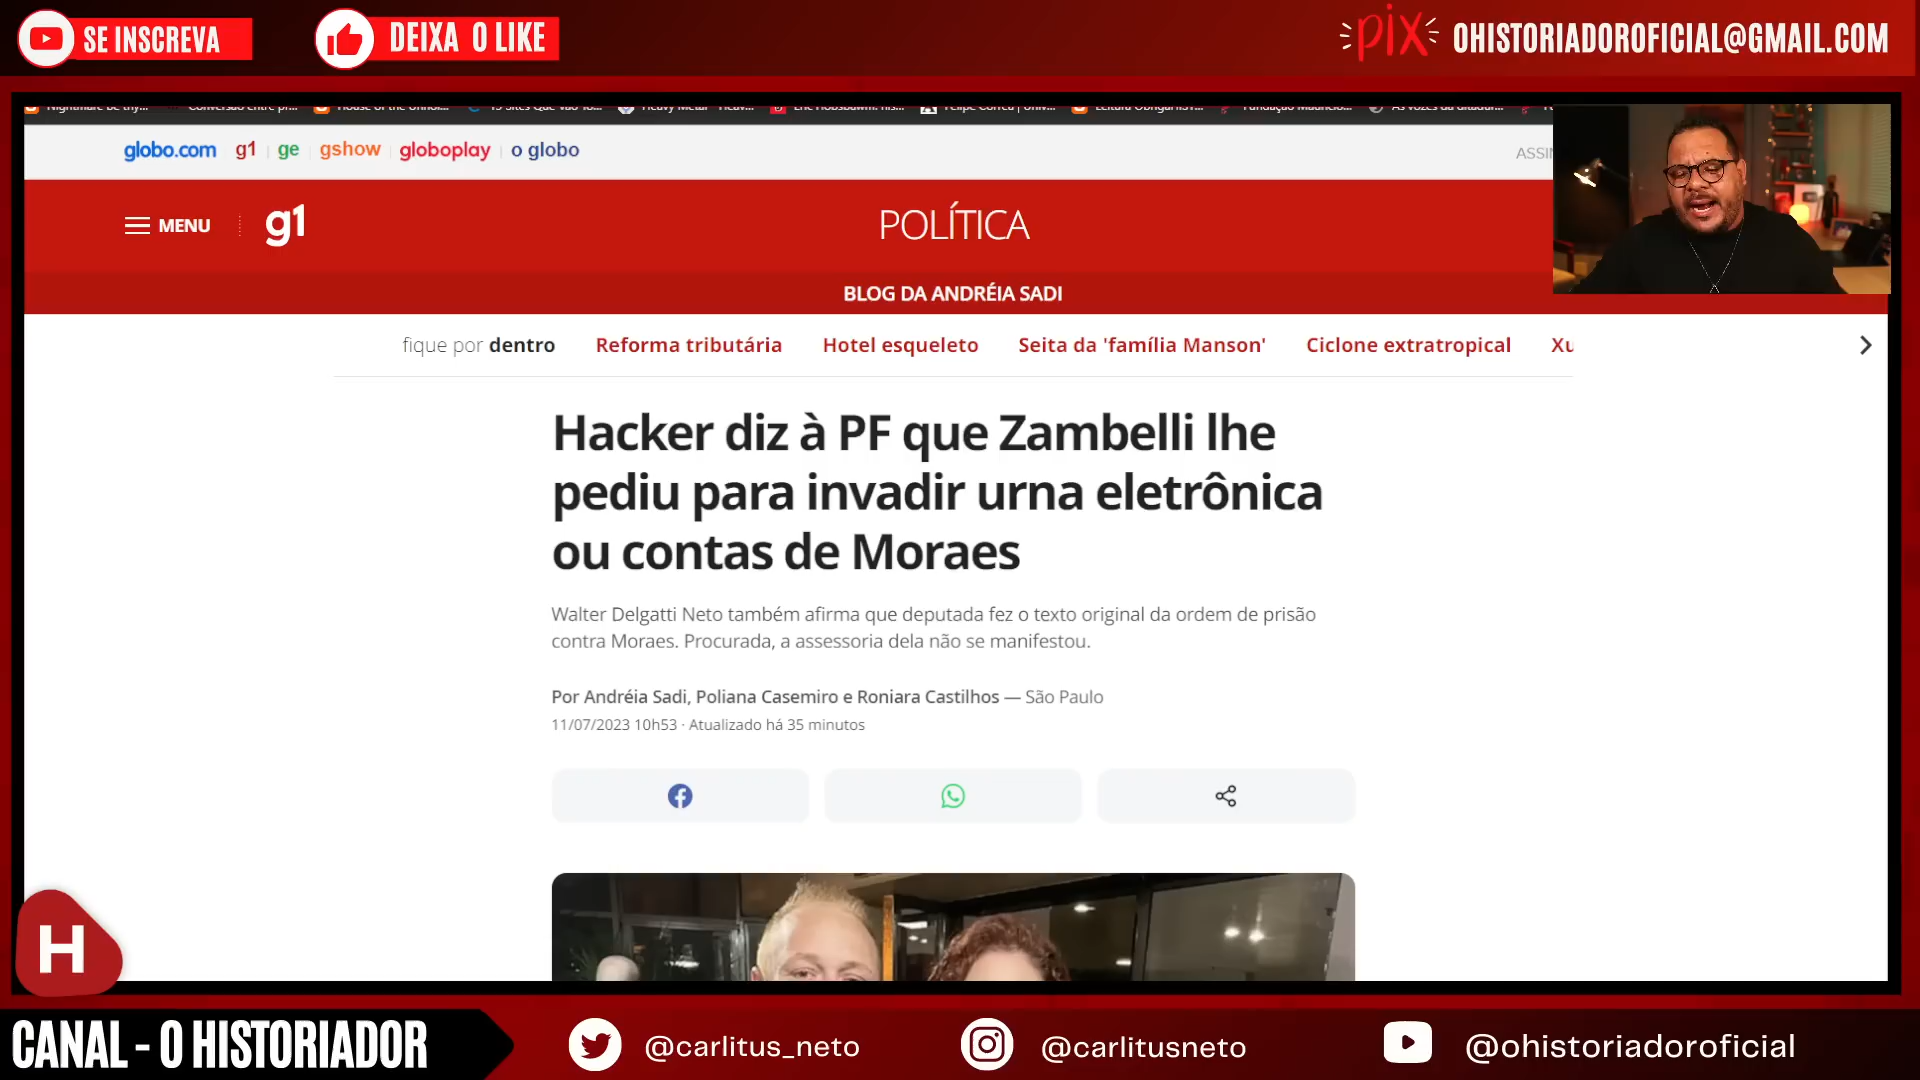 SE INSCREVA
DEIXA O LIKE
PIX
OHISTORIADOROFICIAL@GMAIL.COM
globo.com g1 ge gshow globoplay o globo
MENU
g1
POLÍTICA
BLOG DA ANDRÉIA SADI
fique por dentro Reforma tributária Hotel esqueleto Seita da 'família Manson' Ciclone extratropical
Hacker diz à PF que Zambelli lhe
pediu para invadir urna eletrônica
ou contas de Moraes
Walter Delgatti Neto também afirma que deputada fez o texto original da ordem de prisão
contra Moraes. Procurada, a assessoria dela não se manifestou.
Por Andréia Sadi, Poliana Casemiro e Roniara Castilhos — São Paulo
11/07/2023 10h53 · Atualizado há 35 minutos
H
CANAL - O HISTORIADOR
@carlitus_neto
@carlitusneto
@ohistoriadoroficial